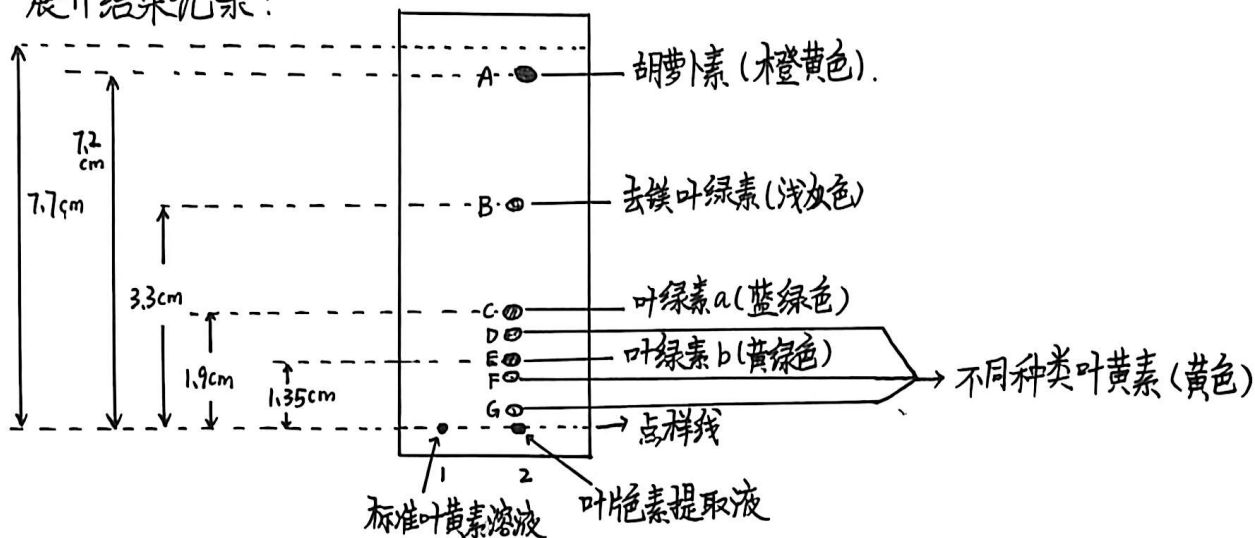 展开结果记录:
A
胡萝卜素 (橙黄色).
7.2
cm
7.7cm
B
去镁叶绿素(浅灰色)
3.3cm
C
叶绿素a(蓝绿色)
D
E
叶绿素b(黄绿色)
F
1.9cm
1.35cm
不同种类叶黄素(黄色)
G
点样线
1
2
标准叶黄素溶液
叶片色素提取液